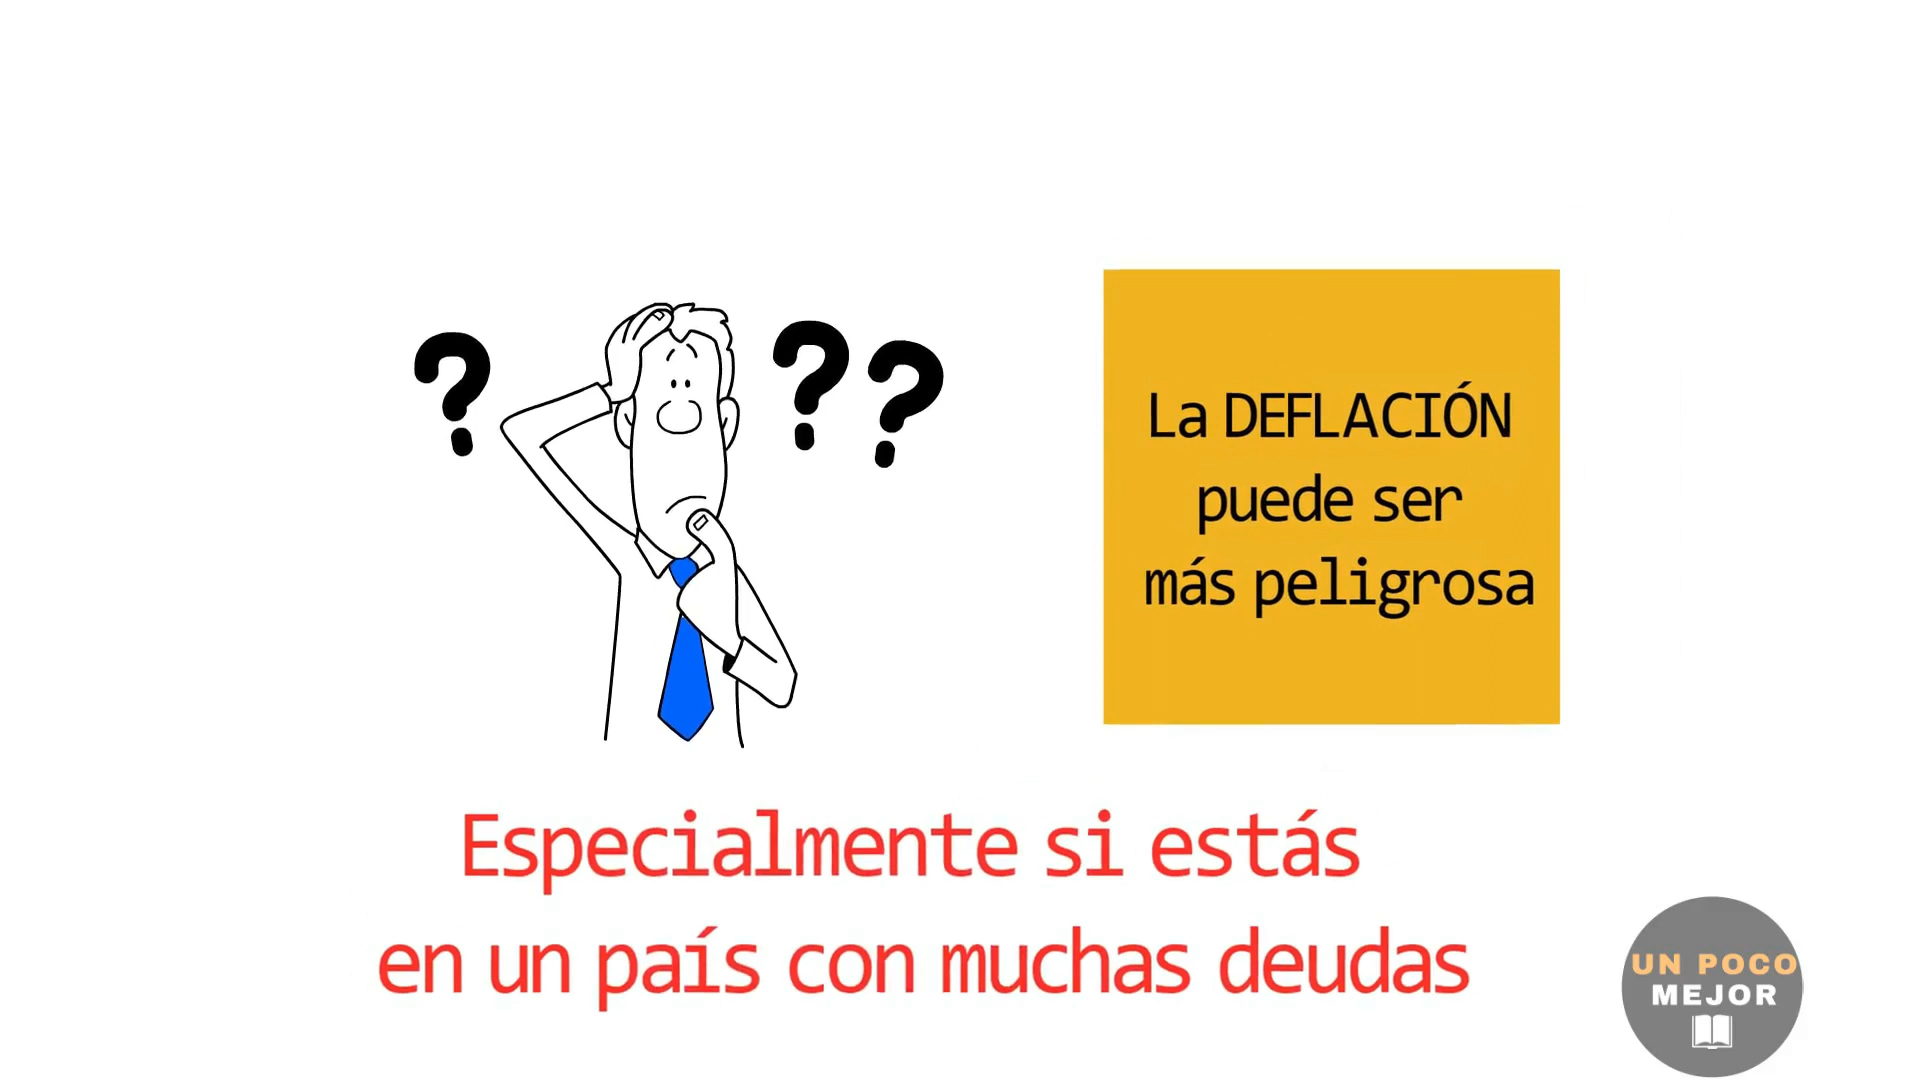 ? ? ?
La DEFLACIÓN
puede ser
más peligrosa
Especialmente si estás
en un país con muchas deudas
UN POCO
MEJOR